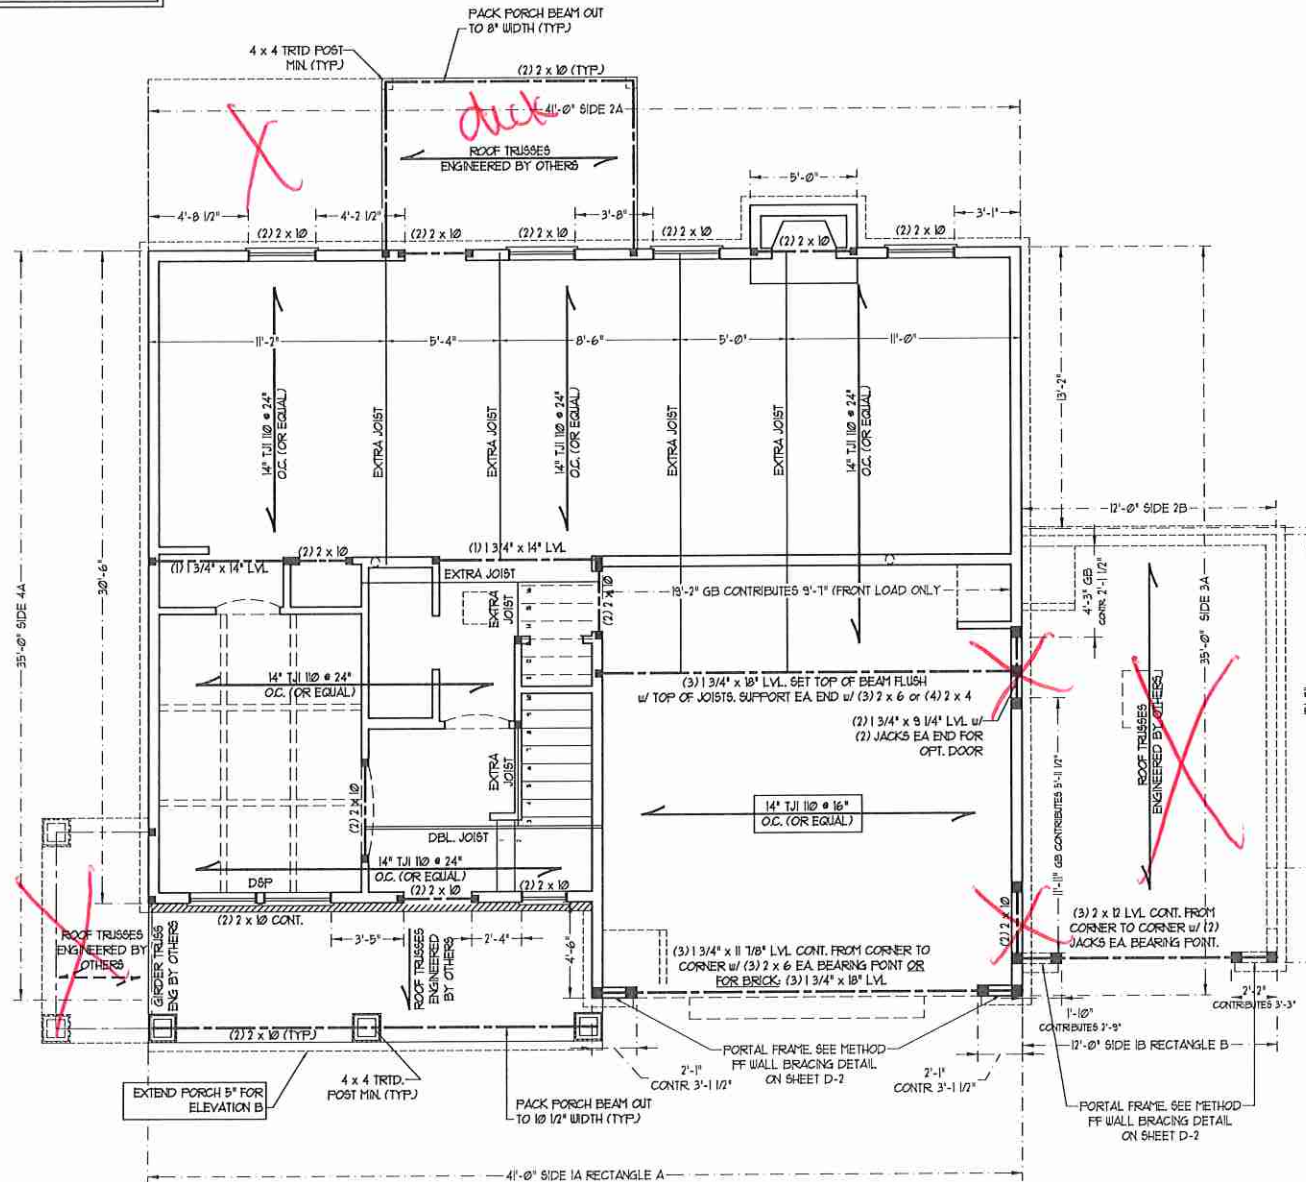 PACK PORCH BEAM OUT
TO 8" WIDTH (TYP.)
4 x 4 TRTD POST
MIN. (TYP.)
(2) 2 x 10 (TYP.)
41'-0" SIDE 2A
deck
X
ROOF TRUSSES
ENGINEERED BY OTHERS
5'-0"
4'-8 1/2"
4'-2 1/2"
3'-8"
3'-1"
(2) 2 x 10
(2) 2 x 10
(2) 2 x 10
(2) 2 x 10
(2) 2 x 10
(2) 2 x 10
11'-2"
5'-4"
8'-6"
5'-0"
11'-0"
14" TJI 110 @ 24"
O.C. (OR EQUAL)
EXTRA JOIST
EXTRA JOIST
14" TJI 110 @ 24"
O.C. (OR EQUAL)
EXTRA JOIST
EXTRA JOIST
14" TJI 110 @ 24"
O.C. (OR EQUAL)
13'-2"
35'-0" SIDE 4A
30'-6"
35'-0" SIDE 3A
12'-0" SIDE 2B
(1) 1 3/4" x 14" LVL
(2) 2 x 10
(1) 1 3/4" x 14" LVL
EXTRA JOIST
EXTRA
JOIST
(2) 2 x 10
19'-2" GB CONTRIBUTES 9'-7" (FRONT LOAD ONLY
4'-3" GB
CONTR. 2'-1 1/2"
14" TJI 110 @ 24"
O.C. (OR EQUAL)
(3) 1 3/4" x 18" LVL. SET TOP OF BEAM FLUSH
w/ TOP OF JOISTS. SUPPORT EA. END w/ (3) 2 x 6 or (4) 2 x 4
(2) 1 3/4" x 9 1/4" LVL w/
(2) JACKS EA END FOR
OPT. DOOR
ROOF TRUSSES
ENGINEERED BY OTHERS
EXTRA
JOIST
(2) 2 x 10
14" TJI 110 @ 16"
O.C. (OR EQUAL)
11'-11" GB CONTRIBUTES 5'-11 1/2"
DBL. JOIST
14" TJI 110 @ 24"
O.C. (OR EQUAL)
DSP
(2) 2 x 10
(2) 2 x 10
(2) 2 x 10
(2) 2 x 10 CONT.
(3) 2 x 12 LVL CONT. FROM
CORNER TO CORNER w/ (2)
JACKS EA. BEARING POINT.
ROOF TRUSSES
ENGINEERED BY
OTHERS
GIRDER TRUSS
ENG BY OTHERS
3'-5"
ROOF TRUSSES
ENGINEERED
BY OTHERS
2'-4"
4'-6"
(3) 1 3/4" x 11 7/8" LVL CONT. FROM CORNER TO
CORNER w/ (3) 2 x 6 EA. BEARING POINT OR
FOR BRICK: (3) 1 3/4" x 18" LVL
2'-2"
CONTRIBUTES 3'-3"
1'-10"
CONTRIBUTES 2'-9"
(2) 2 x 10 (TYP.)
12'-0" SIDE 1B RECTANGLE B
PORTAL FRAME. SEE METHOD
PF WALL BRACING DETAIL
ON SHEET D-2
2'-1"
CONTR. 3'-1 1/2"
2'-1"
CONTR. 3'-1 1/2"
EXTEND PORCH 5" FOR
ELEVATION B
4 x 4 TRTD.
POST MIN. (TYP.)
PACK PORCH BEAM OUT
TO 10 1/2" WIDTH (TYP.)
PORTAL FRAME. SEE METHOD
PF WALL BRACING DETAIL
ON SHEET D-2
41'-0" SIDE 1A RECTANGLE A